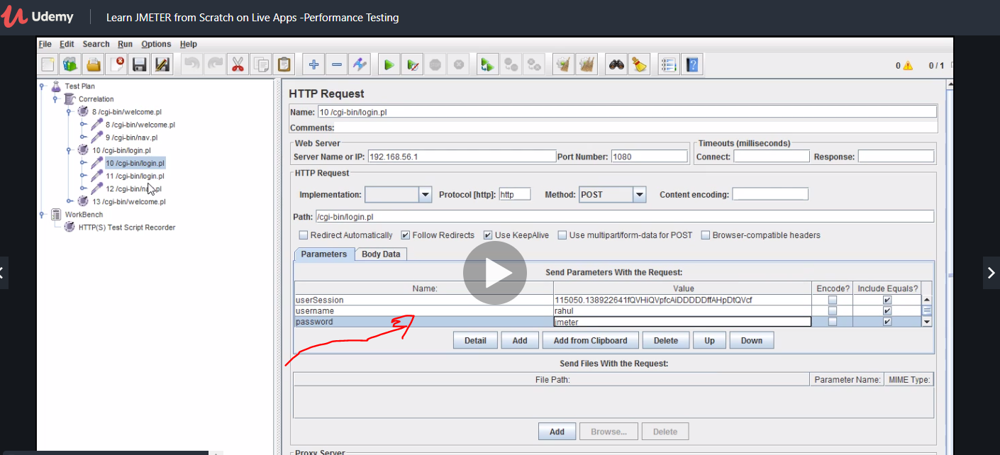 Udemy
Learn JMETER from Scratch on Live Apps -Performance Testing
File Edit Search Run Options Help
0 0 / 1
Test Plan
Correlation
8 /cgi-bin/welcome.pl
8 /cgi-bin/welcome.pl
9 /cgi-bin/nav.pl
10 /cgi-bin/login.pl
10 /cgi-bin/login.pl
11 /cgi-bin/login.pl
12 /cgi-bin/nav.pl
13 /cgi-bin/welcome.pl
WorkBench
HTTP(S) Test Script Recorder
HTTP Request
Name: 10 /cgi-bin/login.pl
Comments:
Web Server
Server Name or IP: 192.168.56.1 Port Number: 1080
Timeouts (milliseconds)
Connect: Response:
HTTP Request
Implementation: Protocol [http]: http Method: POST Content encoding:
Path: /cgi-bin/login.pl
Redirect Automatically Follow Redirects Use KeepAlive Use multipart/form-data for POST Browser-compatible headers
Parameters Body Data
Send Parameters With the Request:
Name: Value Encode? Include Equals?
userSession 115050.138922641fQVHiQVpfcAiDDDDDffAHpDtQVcf
username rahul
password jmeter
Detail Add Add from Clipboard Delete Up Down
Send Files With the Request:
File Path: Parameter Name: MIME Type:
Add Browse... Delete
Proxy Server